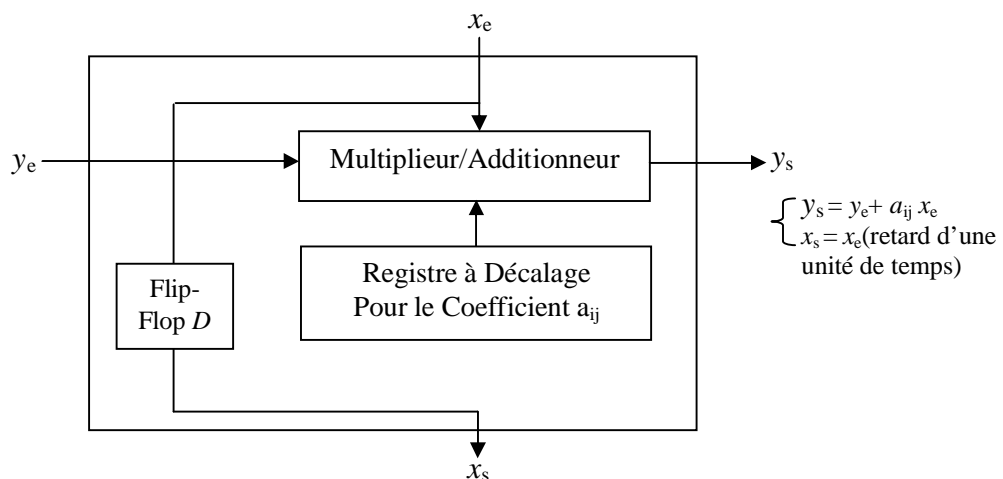 xₑ
yₑ
Multiplieur/Additionneur
yₛ
yₛ = yₑ + aᵢⱼ xₑ
xₛ = xₑ(retard d’une
unité de temps)
Registre à Décalage
Pour le Coefficient aᵢⱼ
Flip-
Flop D
xₛ